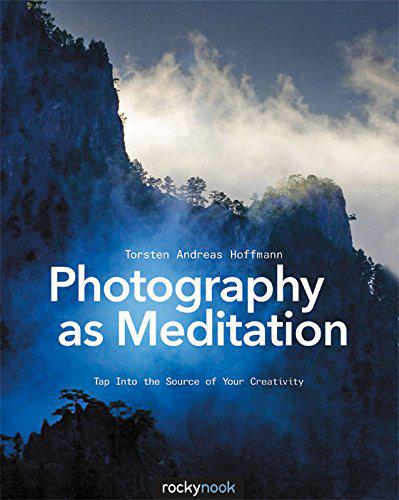 Torsten Andreas Hoffmann
Photography
as Meditation
Tap Into the Source of Your Creativity
rockynook